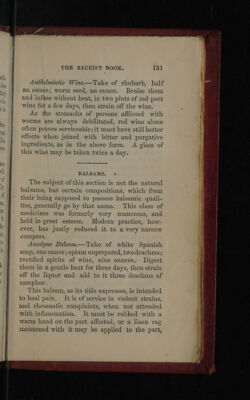 THE RECEIPT BOOK. 131
Anthilmintic Wine.—Take of rhubarb, half
an ounce; worm seed, an ounce. Bruise them
and infuse without heat, in two pints of red port
wine for a few days, then strain off the wine.
As the stomachs of persons afflicted with
worms are always debilitated, red wine alone
often proves serviceable; it must have still better
effects when joined with bitter and purgative
ingredients, as in the above form. A glass of
this wine may be taken twice a day.
BALSAMS.
The subject of this section is not the natural
balsams, but certain compositions, which from
their being supposed to possess balsamic quali-
ties, generally go by that name. This class of
medicines was formerly very numerous, and
held in great esteem. Modern practice, how-
ever, has justly reduced it to a very narrow
compass.
Anodyne Balsam.—Take of white Spanish
soap, one ounce; opium unprepared, two drachms;
rectified spirits of wine, nine ounces. Digest
them in a gentle heat for three days, then strain
off the liquor and add to it three drachms of
camphor.
This balsam, as its title expresses, is intended
to heal pain. It is of service in violent strains,
and rheumatic complaints, when not attended
with inflammation. It must be rubbed with a
warm hand on the part affected, or a linen rag
moistened with it may be applied to the part,